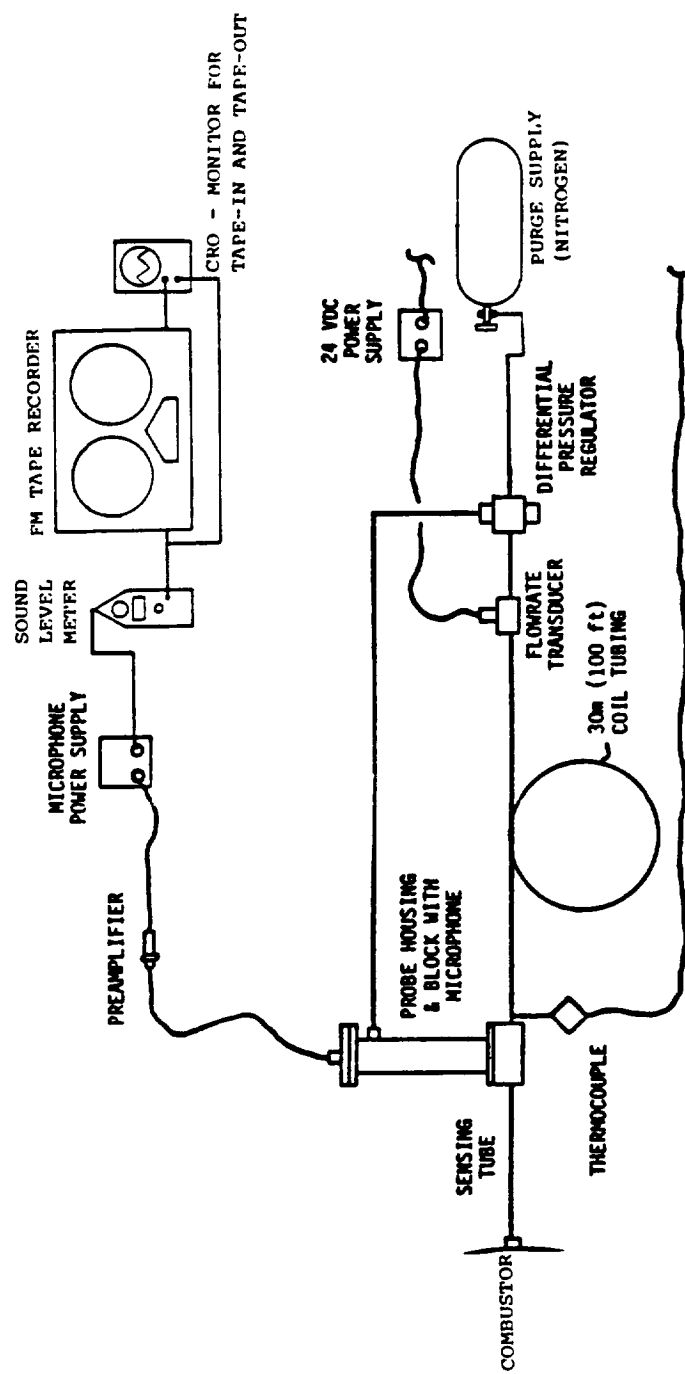 FM TAPE RECORDER
CRO - MONITOR FOR
TAPE-IN AND TAPE-OUT
SOUND
LEVEL
METER
MICROPHONE
POWER SUPPLY
PREAMPLIFIER
24 VDC
POWER
SUPPLY
PURGE SUPPLY
(NITROGEN)
DIFFERENTIAL
PRESSURE
REGULATOR
FLOWRATE
TRANSDUCER
30m (100 ft)
COIL TUBING
PROBE HOUSING
& BLOCK WITH
MICROPHONE
SENSING
TUBE
THERMOCOUPLE
COMBUSTOR